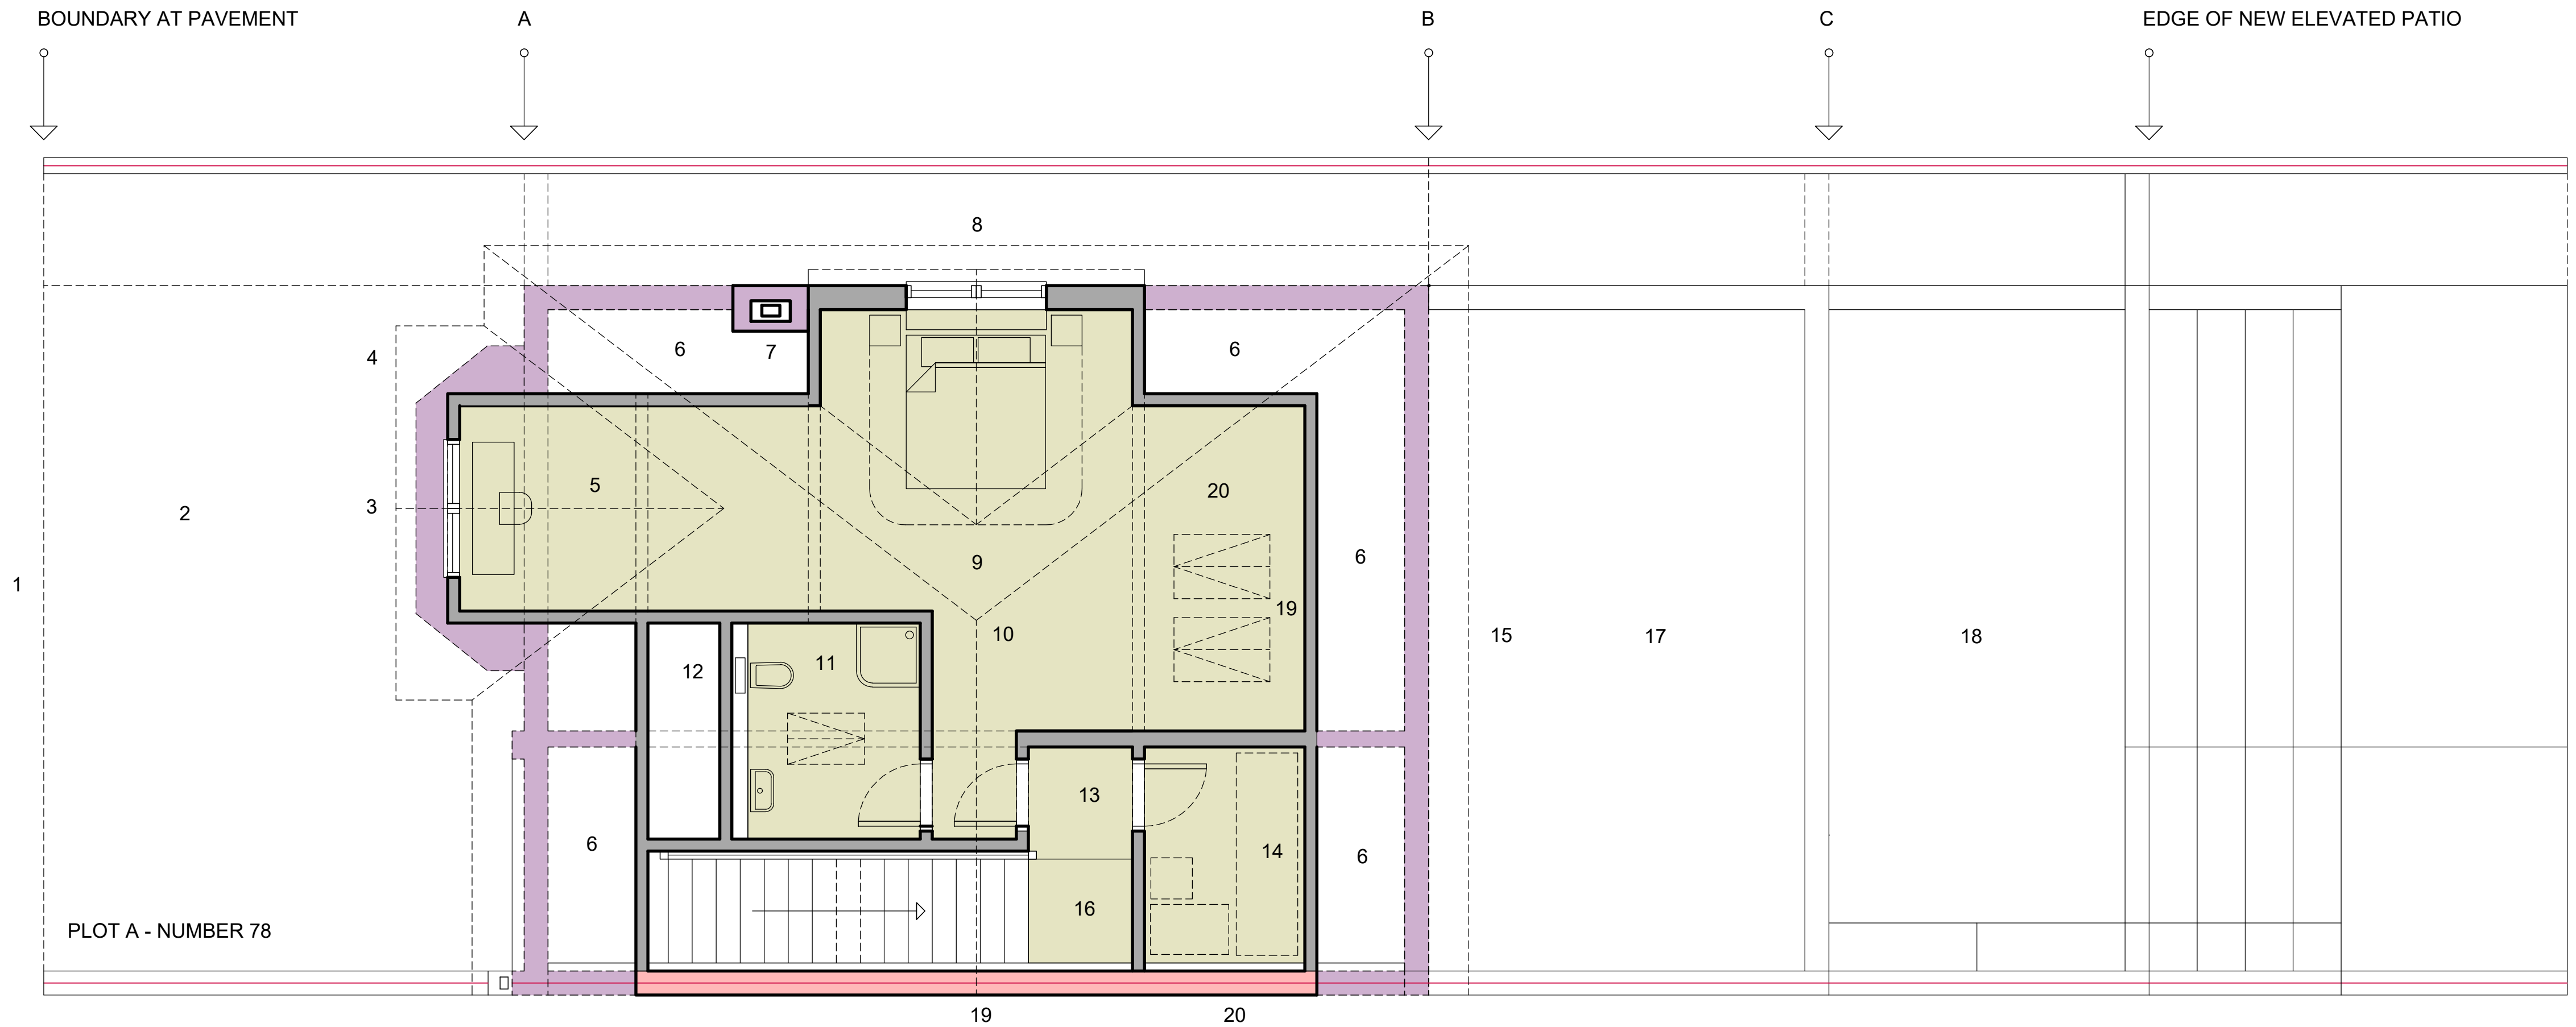 BOUNDARY AT PAVEMENT A B C EDGE OF NEW ELEVATED PATIO
8
6 7 6
4
5 20
3
2
9 6
1
19
10 15 17 18
11
12
13
6 14 6
16
PLOT A - NUMBER 78
19 20